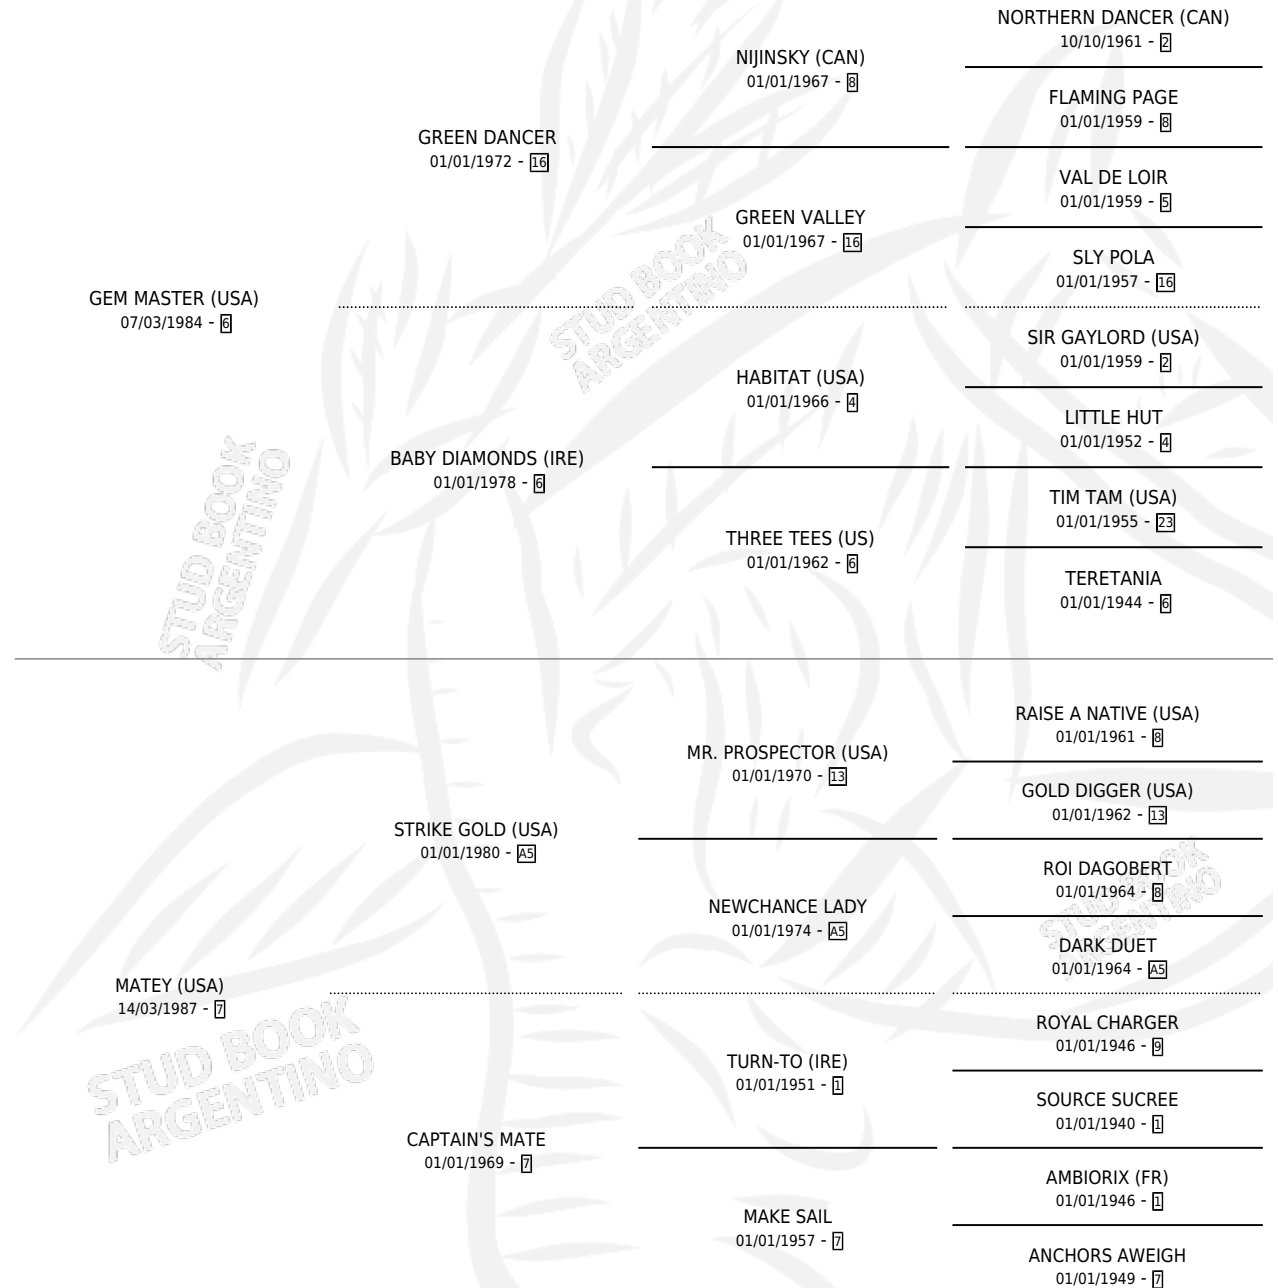 NORTHERN DANCER (CAN)
10/10/1961 - 2
NIJINSKY (CAN)
01/01/1967 - 8
FLAMING PAGE
01/01/1959 - 8
GREEN DANCER
01/01/1972 - 16
VAL DE LOIR
01/01/1959 - 5
GREEN VALLEY
01/01/1967 - 16
SLY POLA
01/01/1957 - 16
GEM MASTER (USA)
07/03/1984 - 6
STUD BOOK
ARGENTINO
SIR GAYLORD (USA)
01/01/1959 - 2
HABITAT (USA)
01/01/1966 - 4
LITTLE HUT
01/01/1952 - 4
BABY DIAMONDS (IRE)
01/01/1978 - 6
TIM TAM (USA)
01/01/1955 - 23
THREE TEES (US)
01/01/1962 - 6
TERETANIA
01/01/1944 - 6
STUD BOOK
ARGENTINO
RAISE A NATIVE (USA)
01/01/1961 - 8
MR. PROSPECTOR (USA)
01/01/1970 - 13
GOLD DIGGER (USA)
01/01/1962 - 13
STRIKE GOLD (USA)
01/01/1980 - A5
ROI DAGOBERT
01/01/1964 - 8
NEWCHANCE LADY
01/01/1974 - A5
DARK DUET
01/01/1964 - A5
STUD BOOK
ARGENTINO
MATEY (USA)
14/03/1987 - 7
ROYAL CHARGER
01/01/1946 - 9
TURN-TO (IRE)
01/01/1951 - 1
SOURCE SUCREE
01/01/1940 - 1
STUD BOOK
ARGENTINO
CAPTAIN'S MATE
01/01/1969 - 7
AMBIORIX (FR)
01/01/1946 - 1
MAKE SAIL
01/01/1957 - 7
ANCHORS AWEIGH
01/01/1949 - 7